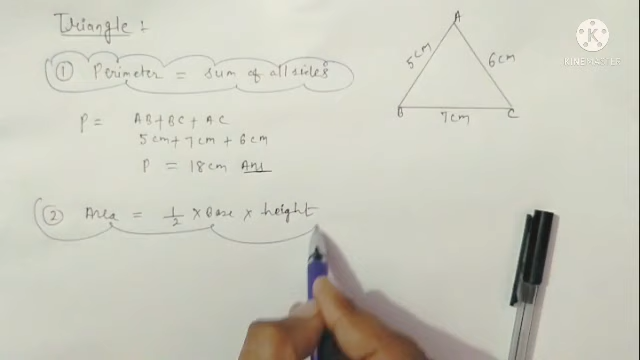 Triangle :
① Perimeter = sum of all sides
P = AB + BC + AC
5cm + 7cm + 6cm
P = 18cm Ans
② Area = 1/2 × Base × height
A
5cm
6cm
B
C
7cm
K
KINEMASTER